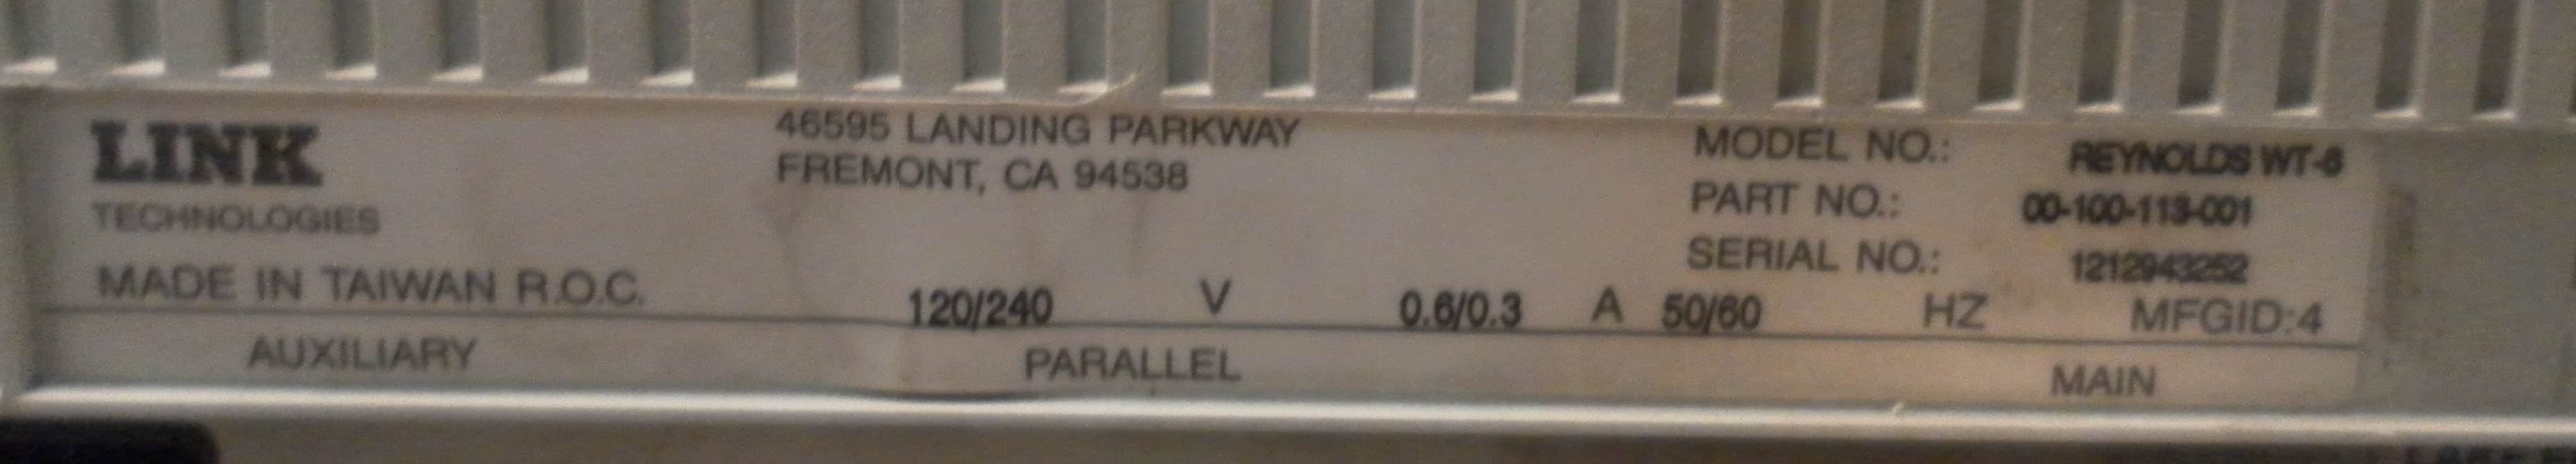 LINK
TECHNOLOGIES
MADE IN TAIWAN R.O.C.
46595 LANDING PARKWAY
FREMONT, CA 94538
MODEL NO.: REYNOLDS WT-6
PART NO.: 00-100-113-001
SERIAL NO.: 1212943252
120/240 V 0.6/0.3 A 50/60 HZ MFGID:4
AUXILIARY PARALLEL MAIN